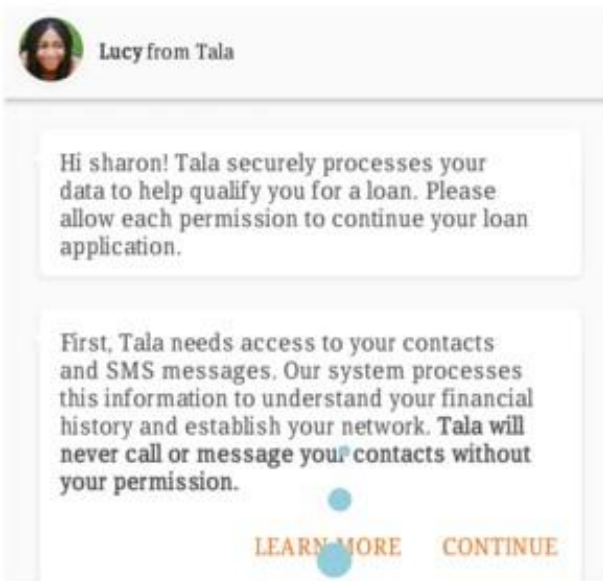 Lucy from Tala
Hi sharon! Tala securely processes your
data to help qualify you for a loan. Please
allow each permission to continue your loan
application.
First, Tala needs access to your contacts
and SMS messages. Our system processes
this information to understand your financial
history and establish your network. Tala will
never call or message your contacts without
your permission.
LEARN MORE CONTINUE